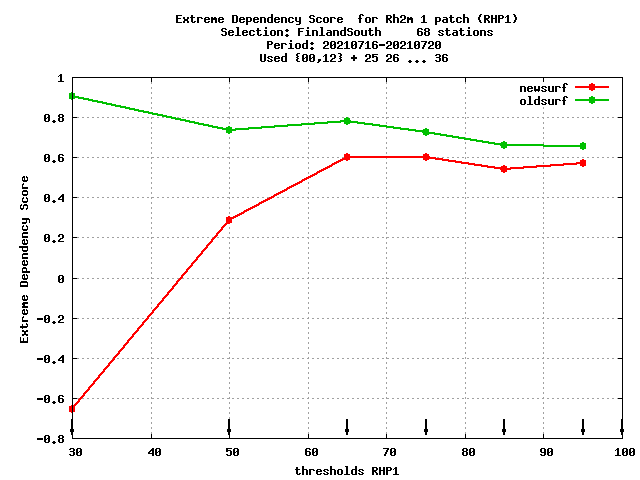 Extreme Dependency Score  for Rh2m 1 patch (RHP1)
Selection: FinlandSouth     68 stations
Period: 20210716-20210720
Used {00,12} + 25 26 ... 36
newsurf
oldsurf
1
0.8
0.6
0.4
0.2
0
-0.2
-0.4
-0.6
-0.8
Extreme Dependency Score
30 40 50 60 70 80 90 100
thresholds RHP1